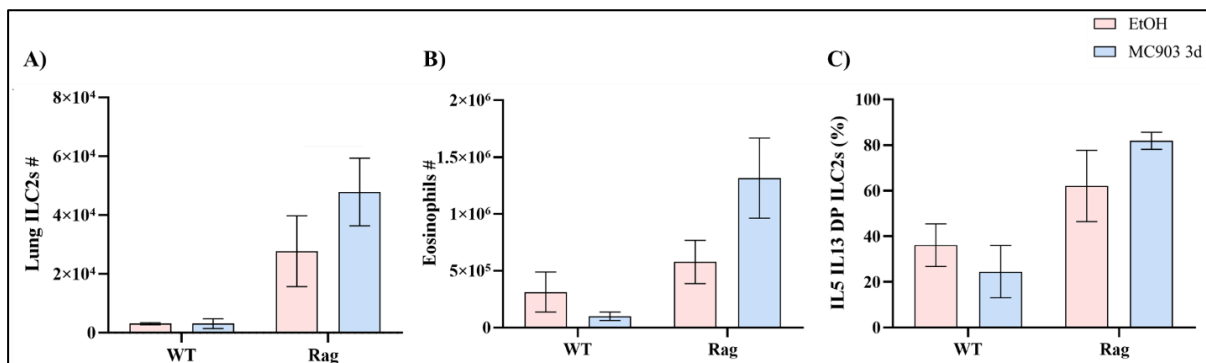 EtOH
MC903 3d
A)
B)
C)
Lung ILC2s #
8×10⁴
6×10⁴
4×10⁴
2×10⁴
0
WT
Rag
Eosinophils #
2×10⁶
1.5×10⁶
1×10⁶
5×10⁵
0
WT
Rag
IL5 IL13 DP ILC2s (%)
100
80
60
40
20
0
WT
Rag